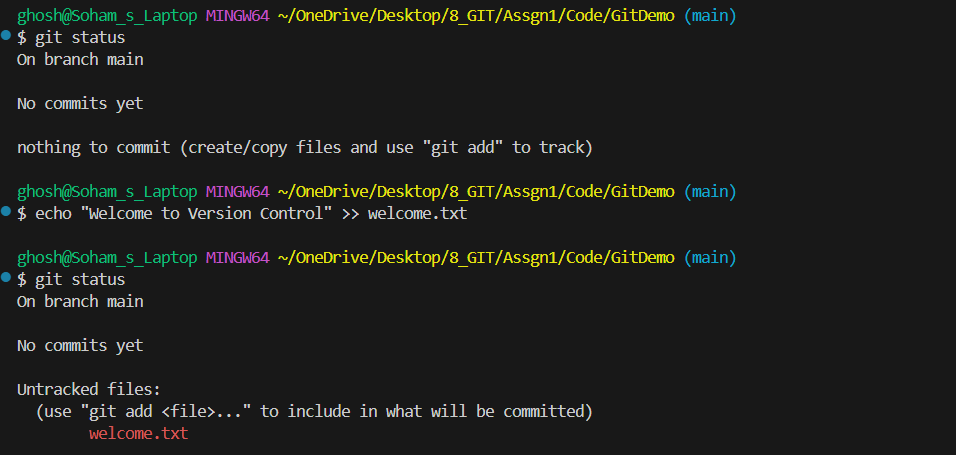 ghosh@Soham_s_Laptop MINGW64 ~/OneDrive/Desktop/8_GIT/Assgn1/Code/GitDemo (main)
$ git status
On branch main
No commits yet
nothing to commit (create/copy files and use "git add" to track)
ghosh@Soham_s_Laptop MINGW64 ~/OneDrive/Desktop/8_GIT/Assgn1/Code/GitDemo (main)
$ echo "Welcome to Version Control" >> welcome.txt
ghosh@Soham_s_Laptop MINGW64 ~/OneDrive/Desktop/8_GIT/Assgn1/Code/GitDemo (main)
$ git status
On branch main
No commits yet
Untracked files:
(use "git add <file>..." to include in what will be committed)
welcome.txt